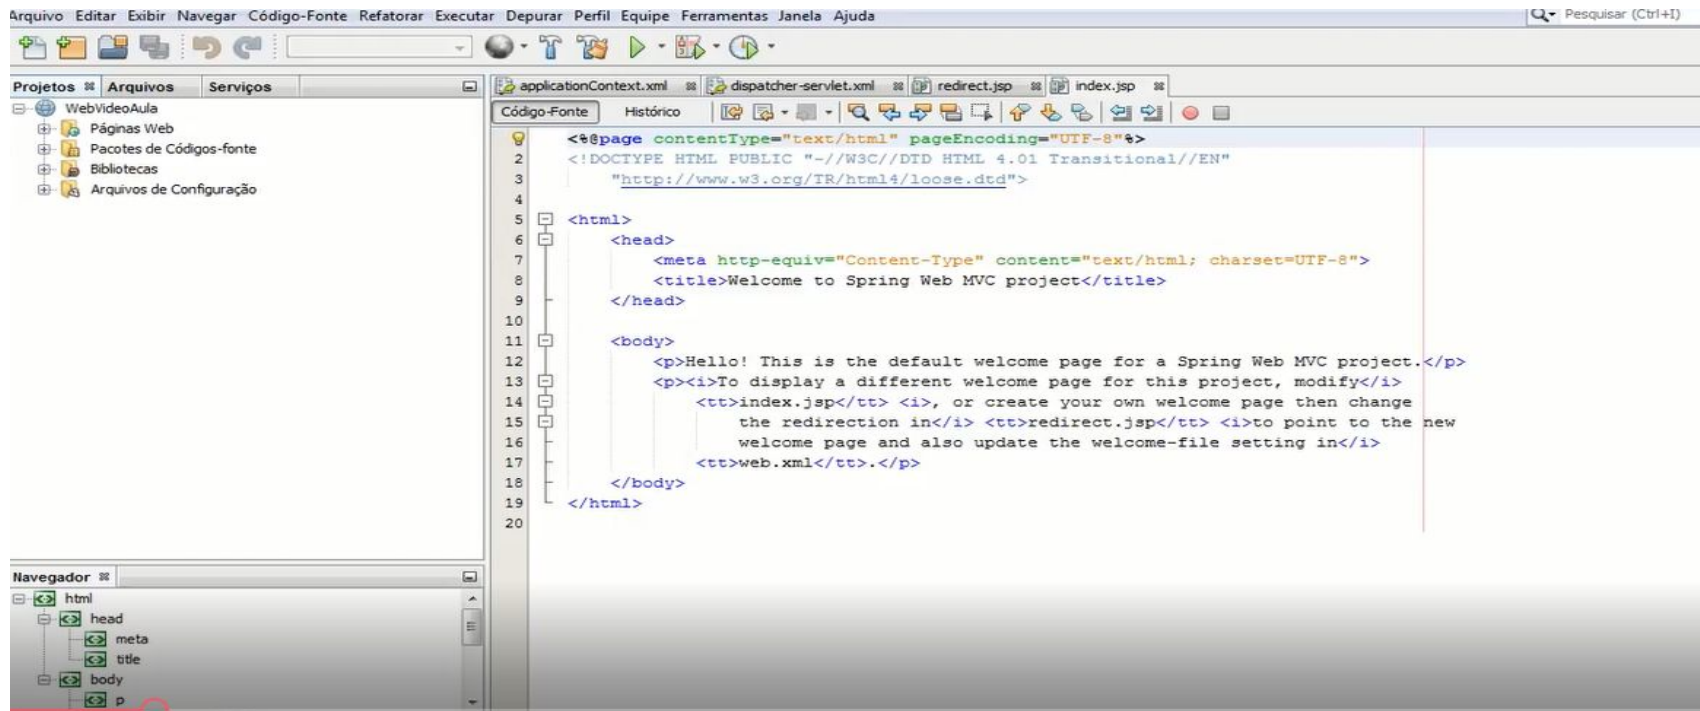 Arquivo Editar Exibir Navegar Código-Fonte Refatorar Executar Depurar Perfil Equipe Ferramentas Janela Ajuda
Pesquisar (Ctrl+I)
Projetos Arquivos Serviços
WebVideoAula
Páginas Web
Pacotes de Códigos-fonte
Bibliotecas
Arquivos de Configuração
applicationContext.xml dispatcher-servlet.xml redirect.jsp index.jsp
Código-Fonte Histórico
<%@page contentType="text/html" pageEncoding="UTF-8"%>
2 <!DOCTYPE HTML PUBLIC "-//W3C//DTD HTML 4.01 Transitional//EN"
3 "http://www.w3.org/TR/html4/loose.dtd">
4
5 <html>
6 <head>
7 <meta http-equiv="Content-Type" content="text/html; charset=UTF-8">
8 <title>Welcome to Spring Web MVC project</title>
9 </head>
10
11 <body>
12 <p>Hello! This is the default welcome page for a Spring Web MVC project.</p>
13 <p><i>To display a different welcome page for this project, modify</i>
14 <tt>index.jsp</tt> <i>, or create your own welcome page then change
15 the redirection in</i> <tt>redirect.jsp</tt> <i>to point to the new
16 welcome page and also update the welcome-file setting in</i>
17 <tt>web.xml</tt>.</p>
18 </body>
19 </html>
20
Navegador
html
head
meta
title
body
p